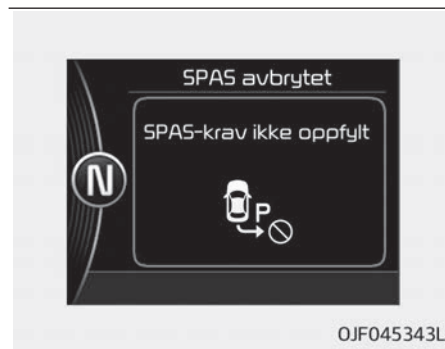 SPAS avbrytet
SPAS-krav ikke oppfylt
N
P
OJF045343L